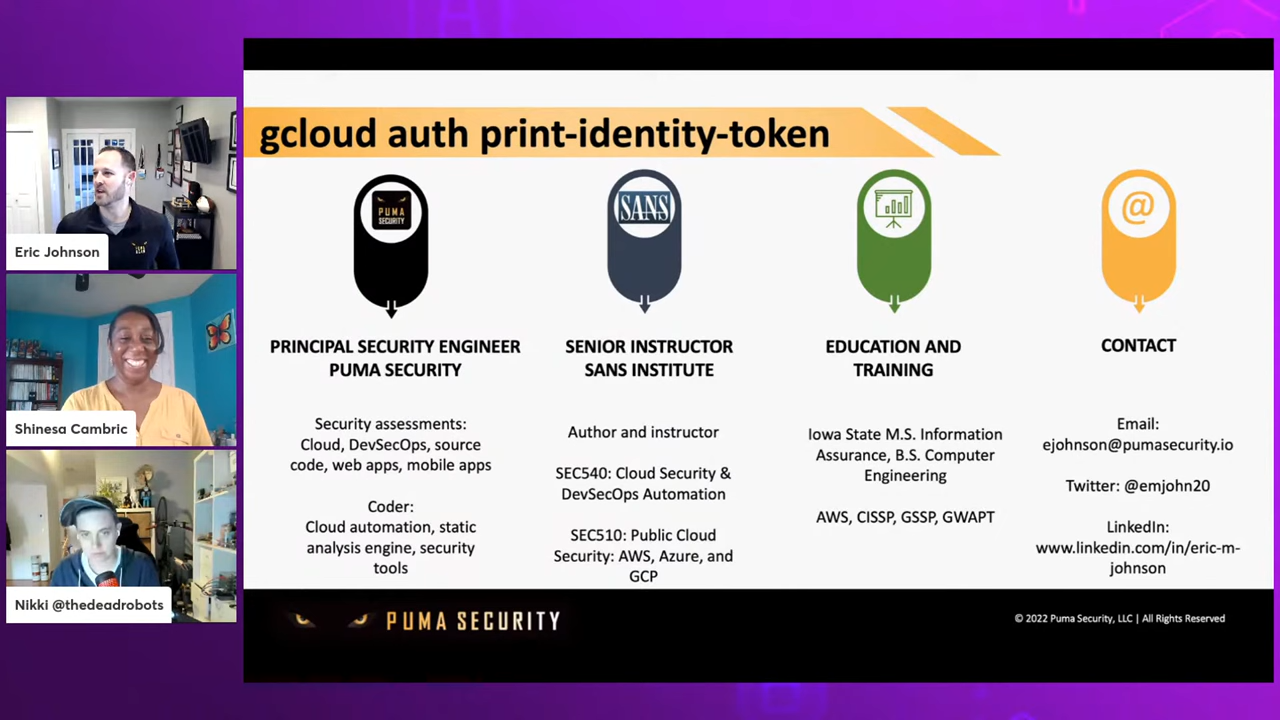 gcloud auth print-identity-token
PUMA
SECURITY
SANS
@
PRINCIPAL SECURITY ENGINEER
PUMA SECURITY
Security assessments:
Cloud, DevSecOps, source
code, web apps, mobile apps
Coder:
Cloud automation, static
analysis engine, security
tools
SENIOR INSTRUCTOR
SANS INSTITUTE
Author and instructor
SEC540: Cloud Security &
DevSecOps Automation
SEC510: Public Cloud
Security: AWS, Azure, and
GCP
EDUCATION AND
TRAINING
Iowa State M.S. Information
Assurance, B.S. Computer
Engineering
AWS, CISSP, GSSP, GWAPT
CONTACT
Email:
ejohnson@pumasecurity.io
Twitter: @emjohn20
LinkedIn:
www.linkedin.com/in/eric-m-
johnson
Eric Johnson
Shinesa Cambric
Nikki @thedeadrobots
PUMA SECURITY
© 2022 Puma Security, LLC | All Rights Reserved